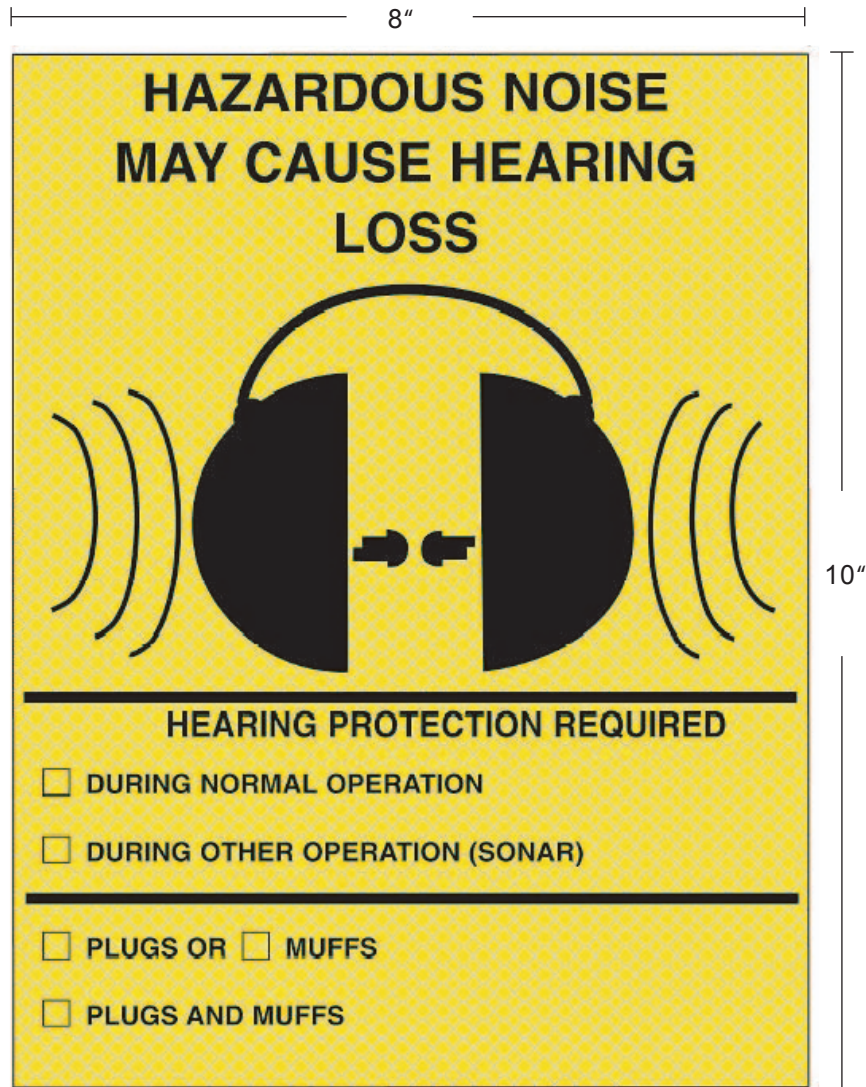 8“
HAZARDOUS NOISE
MAY CAUSE HEARING
LOSS
10“
HEARING PROTECTION REQUIRED
DURING NORMAL OPERATION
DURING OTHER OPERATION (SONAR)
PLUGS OR MUFFS
PLUGS AND MUFFS